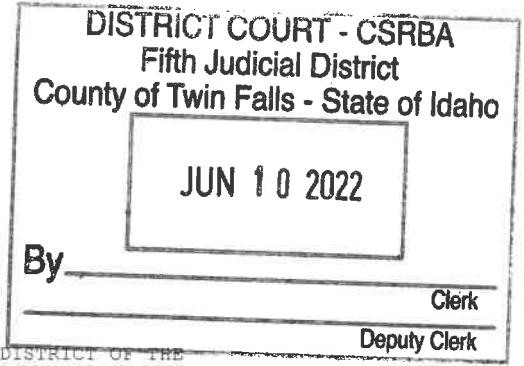 DISTRICT COURT - CSRBA
Fifth Judicial District
County of Twin Falls - State of Idaho
JUN 10 2022
By
Clerk
Deputy Clerk
DISTRICT OF THE